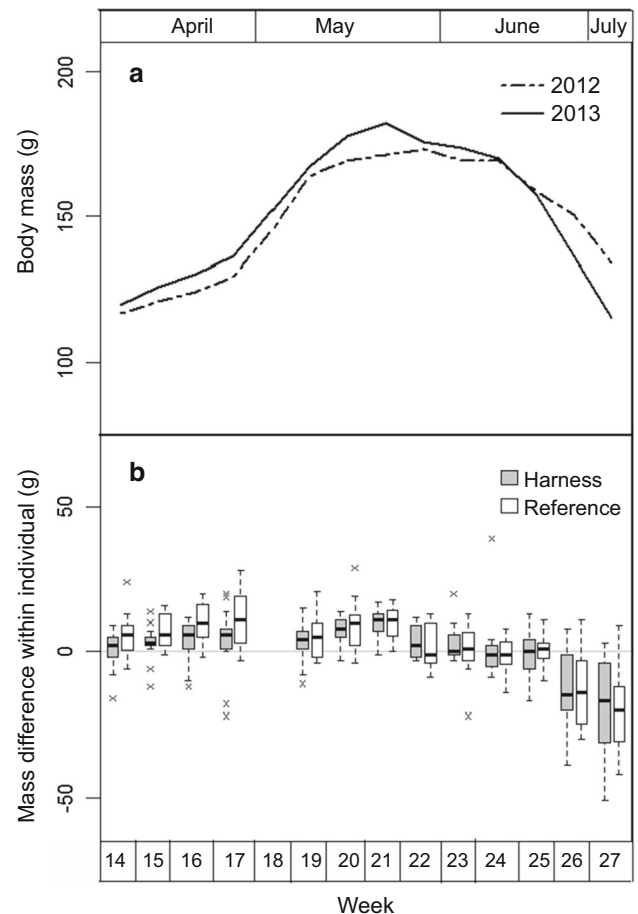 April May June July
a
200
150
100
Body mass (g)
2012
2013
b
50
0
-50
Mass difference within individual (g)
Harness
Reference
14 15 16 17 18 19 20 21 22 23 24 25 26 27
Week